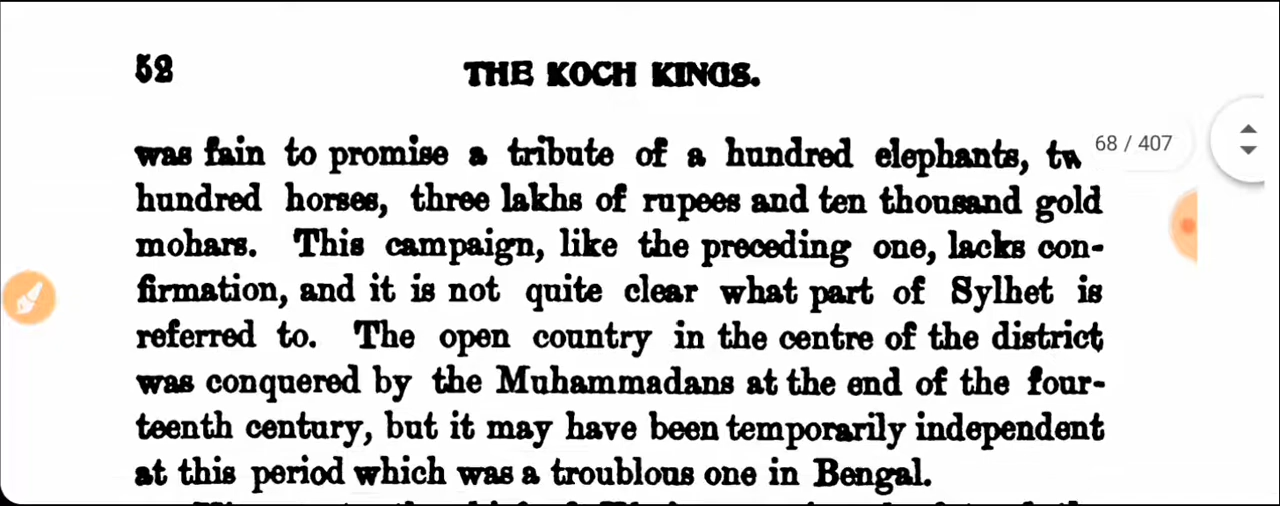 52 THE KOCH KINGS.
was fain to promise a tribute of a hundred elephants,
68 / 407
hundred horses, three lakhs of rupees and ten thousand gold
mohars. This campaign, like the preceding one, lacks con-
firmation, and it is not quite clear what part of Sylhet is
referred to. The open country in the centre of the district
was conquered by the Muhammadans at the end of the four-
teenth century, but it may have been temporarily independent
at this period which was a troublous one in Bengal.